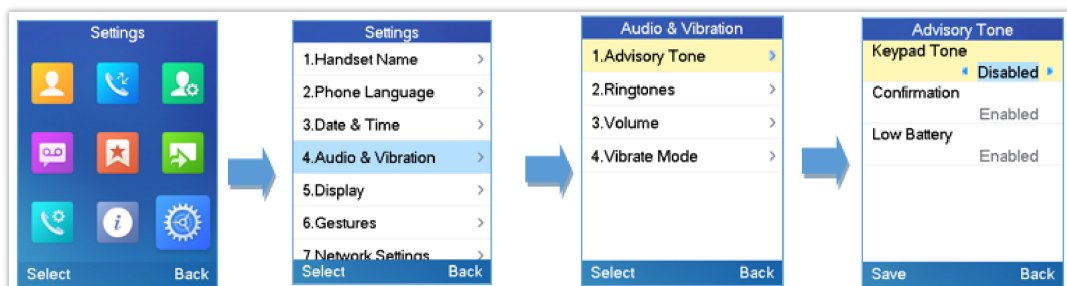 Settings
Select Back
Settings
1.Handset Name
2.Phone Language
3.Date & Time
4.Audio & Vibration
5.Display
6.Gestures
7.Network Settings
Select Back
Audio & Vibration
1.Advisory Tone
2.Ringtones
3.Volume
4.Vibrate Mode
Select Back
Advisory Tone
Keypad Tone
Disabled
Confirmation
Enabled
Low Battery
Enabled
Save Back